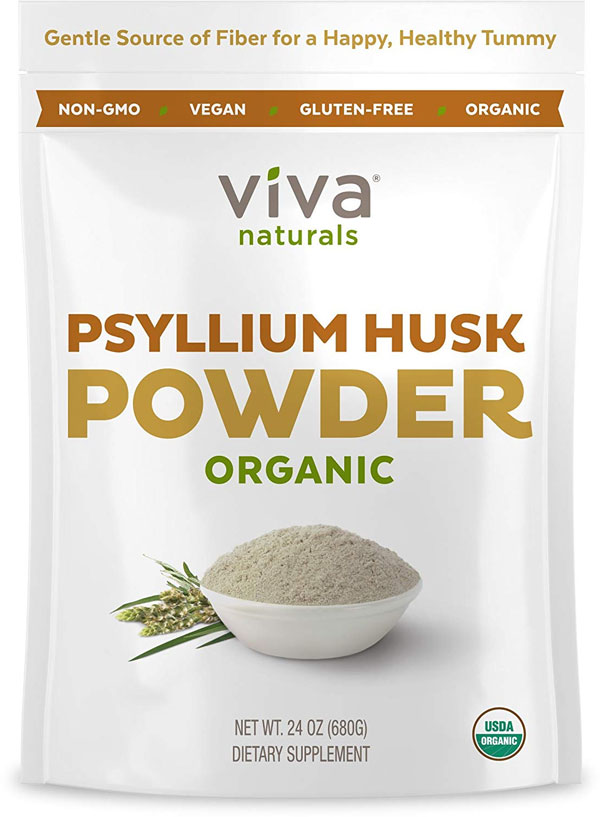 Gentle Source of Fiber for a Happy, Healthy Tummy
NON-GMO VEGAN GLUTEN-FREE ORGANIC
viva®
naturals
PSYLLIUM HUSK
POWDER
ORGANIC
NET WT. 24 OZ (680G)
DIETARY SUPPLEMENT
USDA
ORGANIC